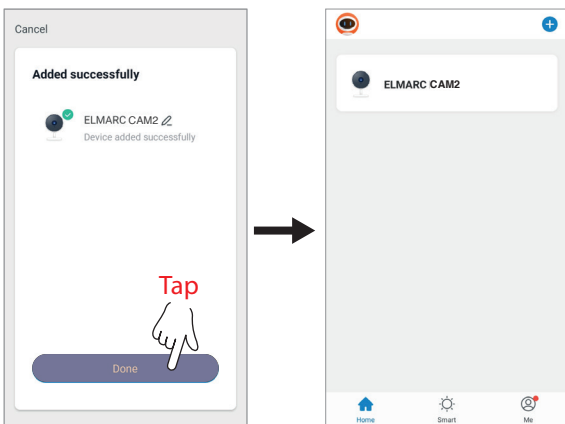 Cancel
Added successfully
ELMARC CAM2
Device added successfully
Tap
Done
ELMARC CAM2
Home
Smart
Me